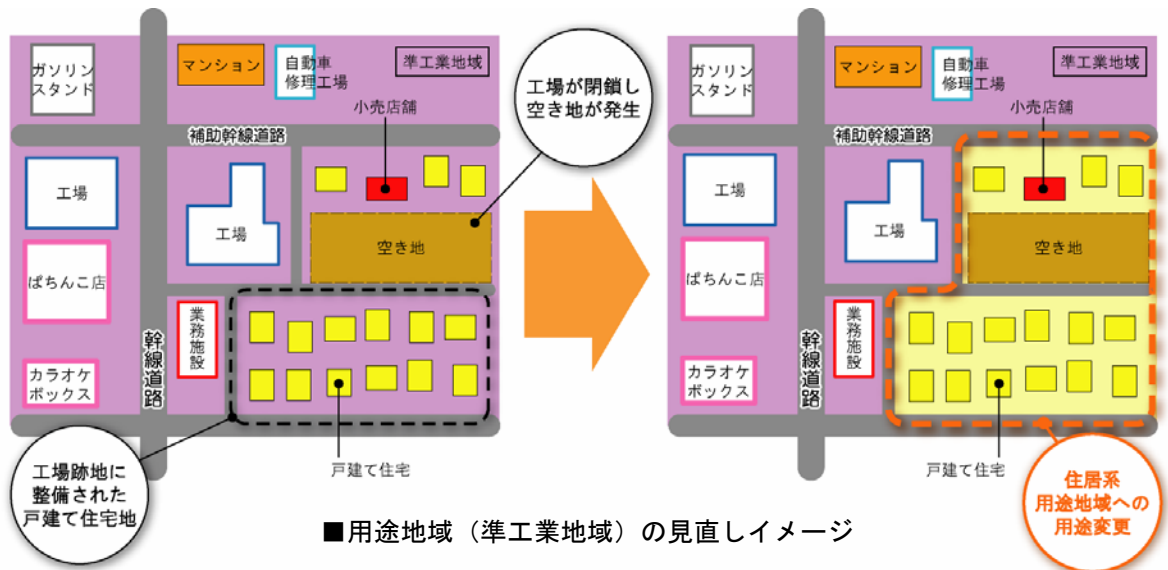 ガソリン
スタンド
マンション
自動車
修理工場
準工業地域
小売店舗
工場が閉鎖し
空き地が発生
補助幹線道路
工場
工場
空き地
ぱちんこ店
業務施設
幹線道路
カラオケ
ボックス
工場跡地に
整備された
戸建て住宅地
戸建て住宅
ガソリン
スタンド
マンション
自動車
修理工場
準工業地域
小売店舗
補助幹線道路
工場
工場
空き地
ぱちんこ店
業務施設
幹線道路
カラオケ
ボックス
戸建て住宅
住居系
用途地域への
用途変更
■用途地域（準工業地域）の見直しイメージ